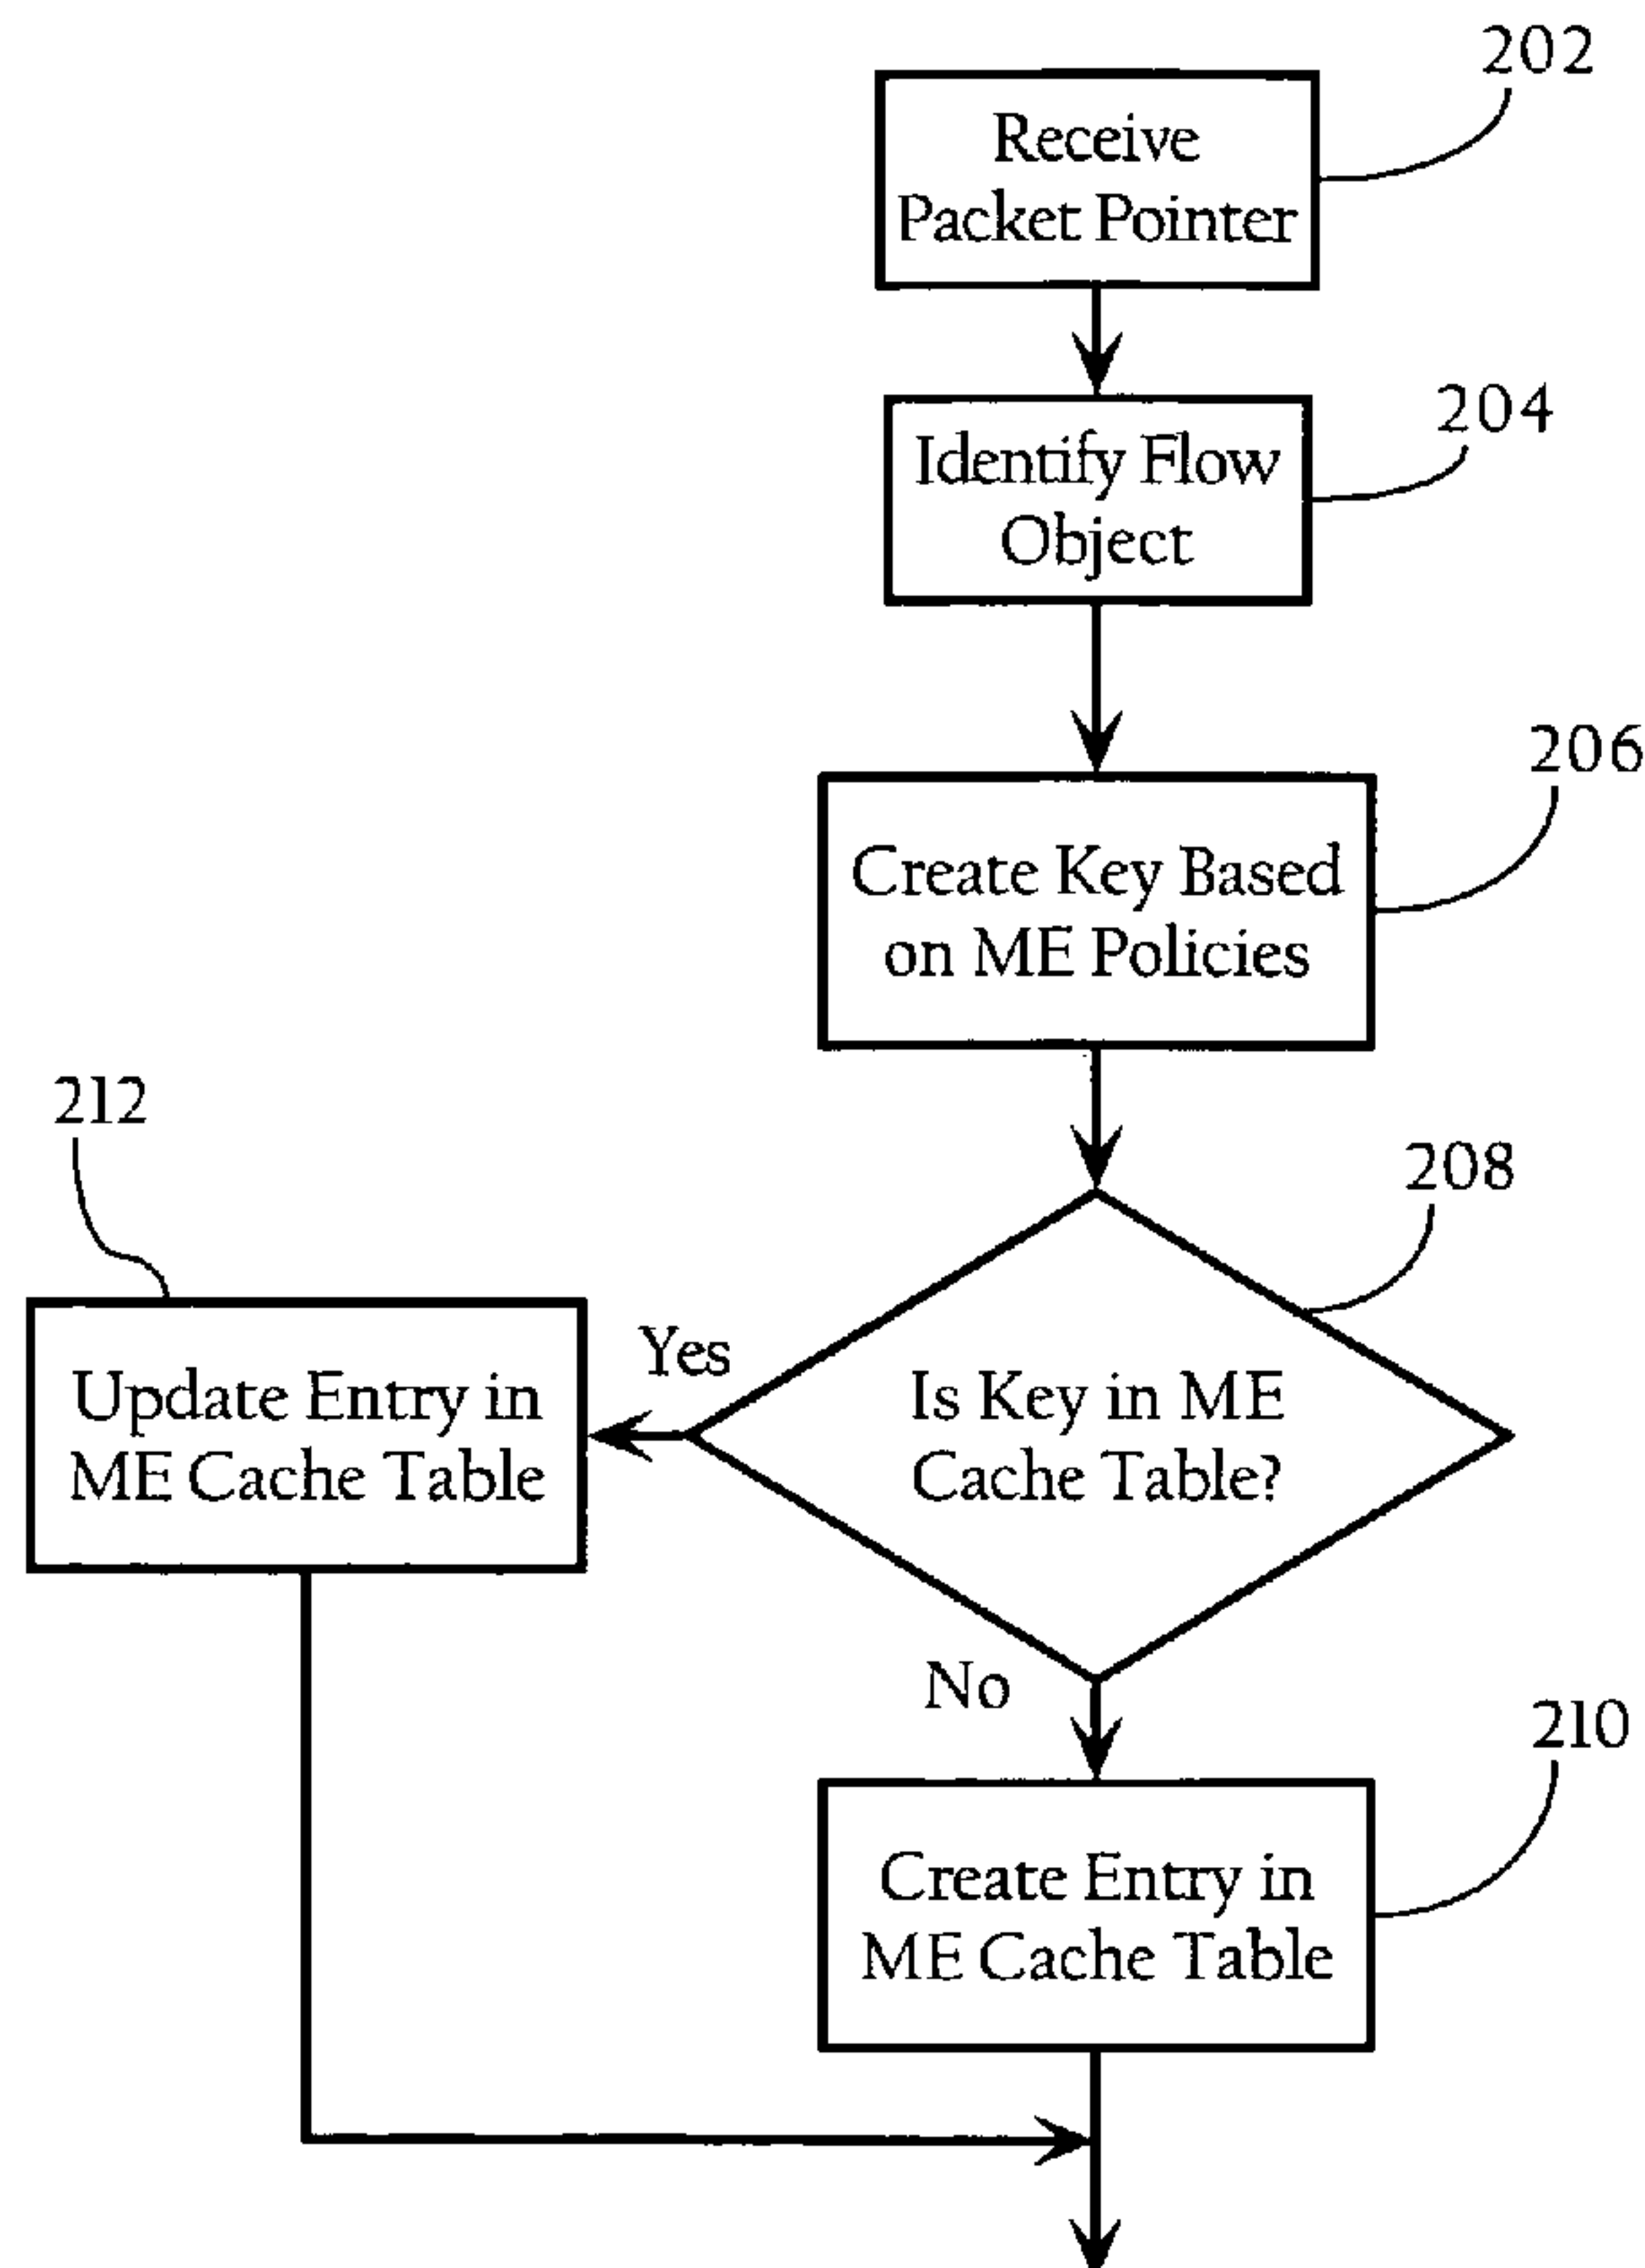 202
Receive
Packet Pointer
204
Identify Flow
Object
206
Create Key Based
on ME Policies
212
208
Yes
Update Entry in
ME Cache Table
Is Key in ME
Cache Table?
No
210
Create Entry in
ME Cache Table